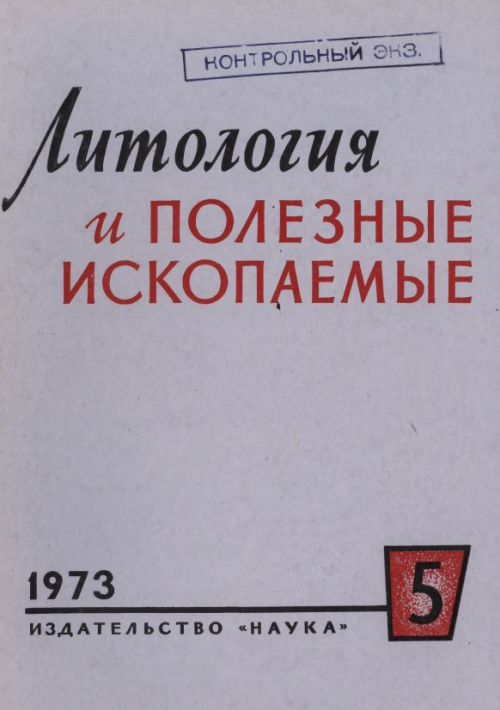 КОНТРОЛЬНЫЙ ЭКЗ.
Литология
и ПОЛЕЗНЫЕ
ИСКОПАЕМЫЕ
1973
5
ИЗДАТЕЛЬСТВО «НАУКА»